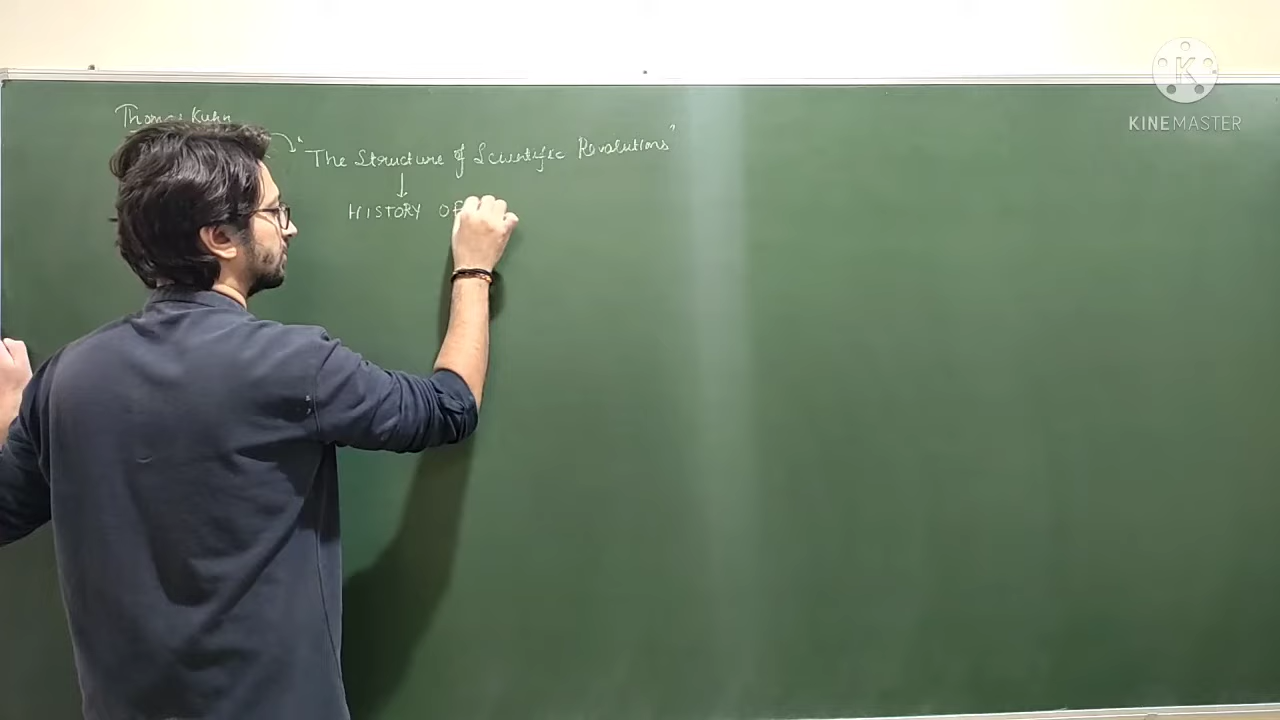 Thomas Kuhn
"The Structure of Scientific Revolutions"
HISTORY OF
K
KINEMASTER